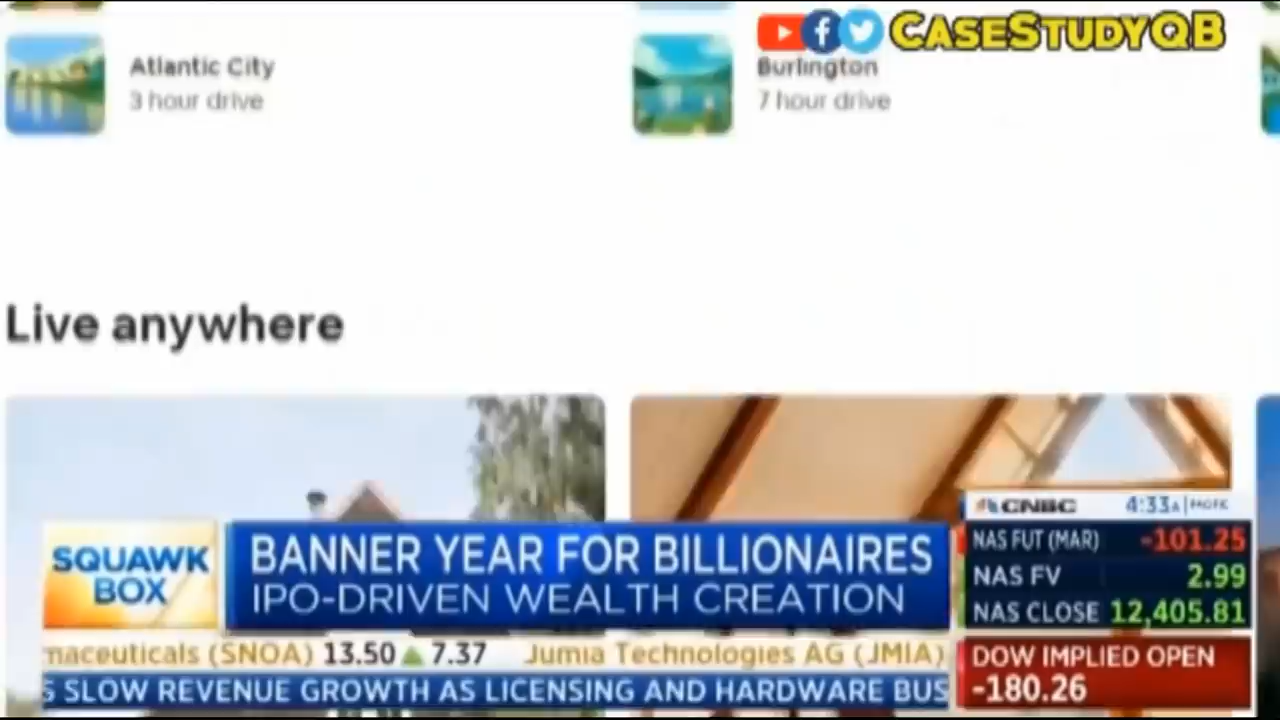 CASESTUDYQB
Atlantic City
3 hour drive
Burlington
7 hour drive
Live anywhere
CNBC
4:33A
SQUAWK
BOX
BANNER YEAR FOR BILLIONAIRES
IPO-DRIVEN WEALTH CREATION
NAS FUT (MAR) -101.25
NAS FV 2.99
NAS CLOSE 12,405.81
maceuticals (SNOA) 13.50 ▲ 7.37 Jumia Technologies AG (JMIA)
DOW IMPLIED OPEN
-180.26
SLOW REVENUE GROWTH AS LICENSING AND HARDWARE BUS